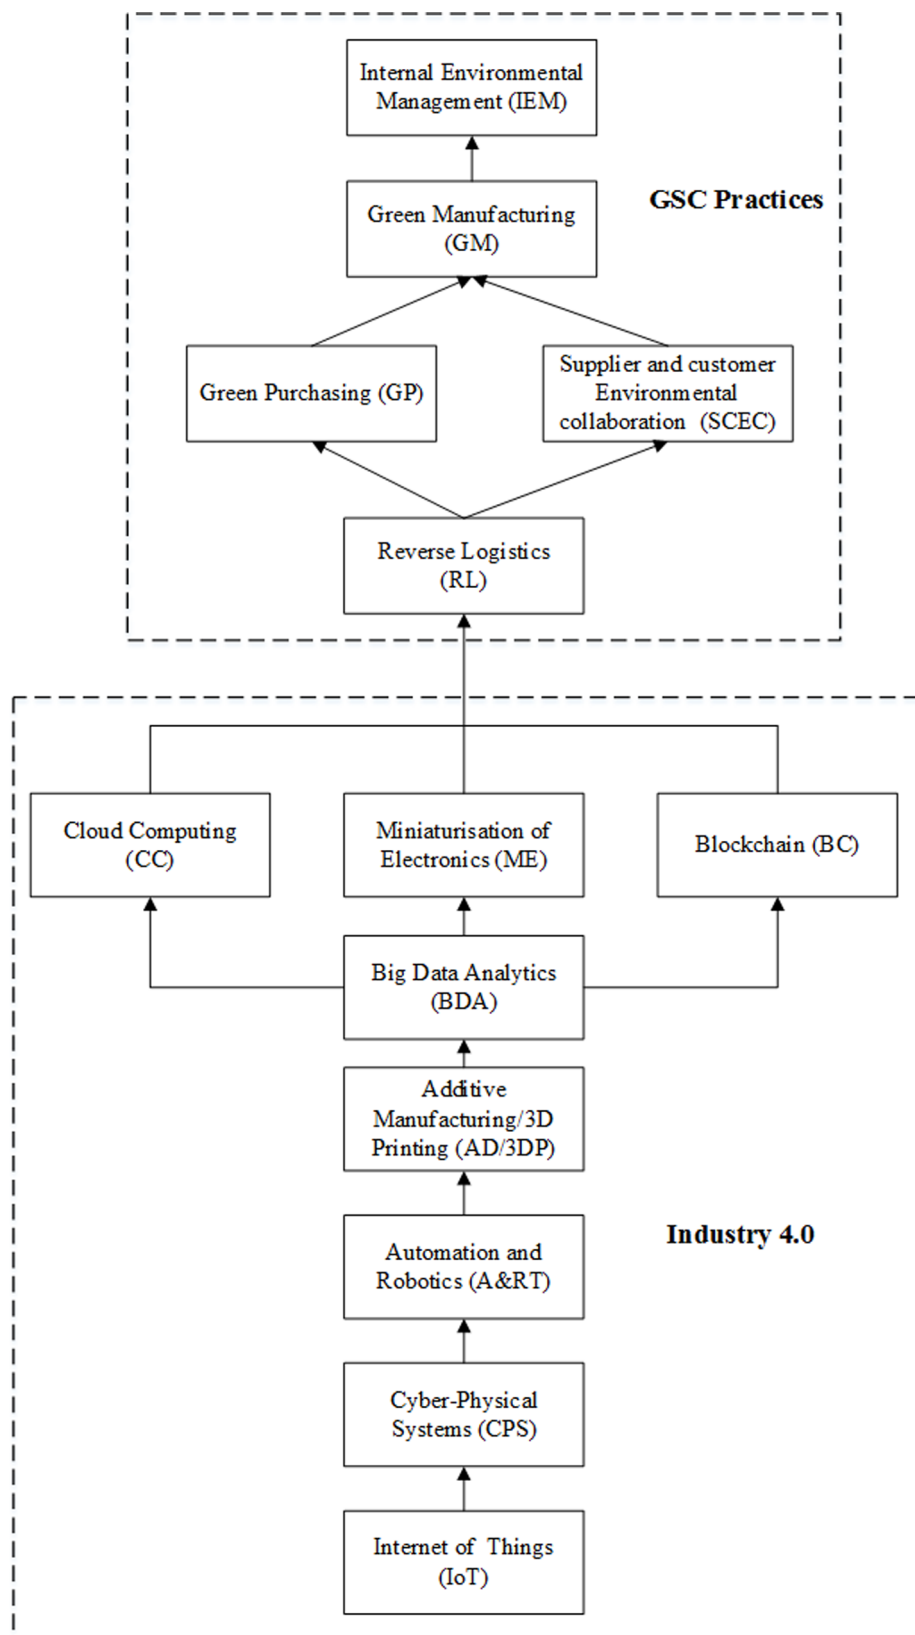 Internal Environmental
Management (IEM)
Green Manufacturing
(GM)
GSC Practices
Green Purchasing (GP)
Supplier and customer
Environmental
collaboration (SCEC)
Reverse Logistics
(RL)
Cloud Computing
(CC)
Miniaturisation of
Electronics (ME)
Blockchain (BC)
Big Data Analytics
(BDA)
Additive
Manufacturing/3D
Printing (AD/3DP)
Automation and
Robotics (A&RT)
Industry 4.0
Cyber-Physical
Systems (CPS)
Internet of Things
(IoT)